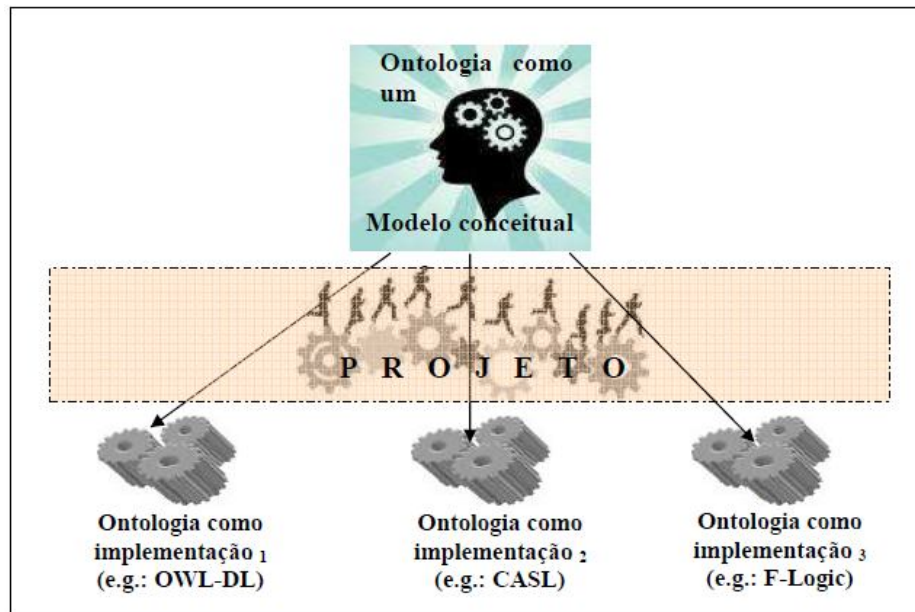 Ontologia como
um
Modelo conceitual
P R O J E T O
Ontologia como
implementação 1
(e.g.: OWL-DL)
Ontologia como
implementação 2
(e.g.: CASL)
Ontologia como
implementação 3
(e.g.: F-Logic)